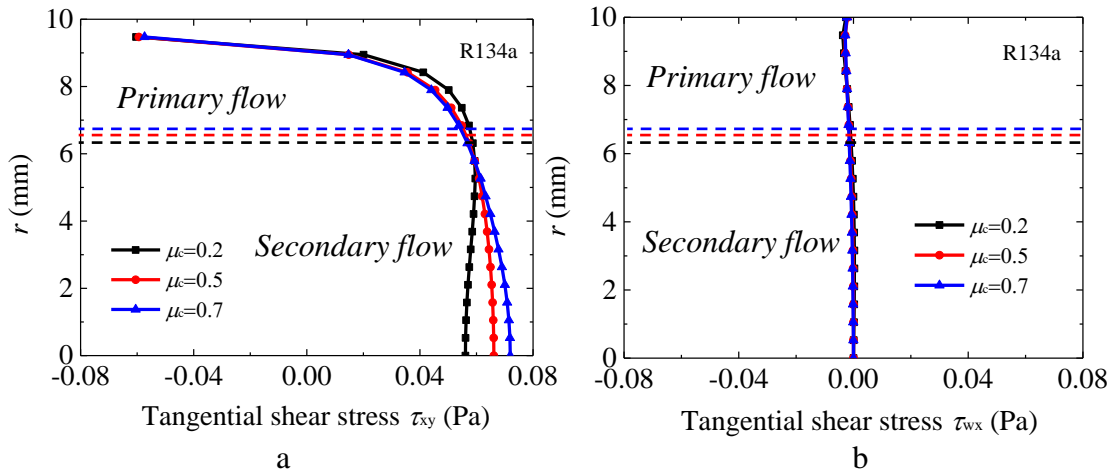 10
8
6
4
2
0
r (mm)
R134a
Primary flow
Secondary flow
μc=0.2
μc=0.5
μc=0.7
-0.08 -0.04 0.00 0.04 0.08
Tangential shear stress τxy (Pa)
a
10
8
6
4
2
0
r (mm)
R134a
Primary flow
Secondary flow
μc=0.2
μc=0.5
μc=0.7
-0.08 -0.04 0.00 0.04 0.08
Tangential shear stress τwx (Pa)
b